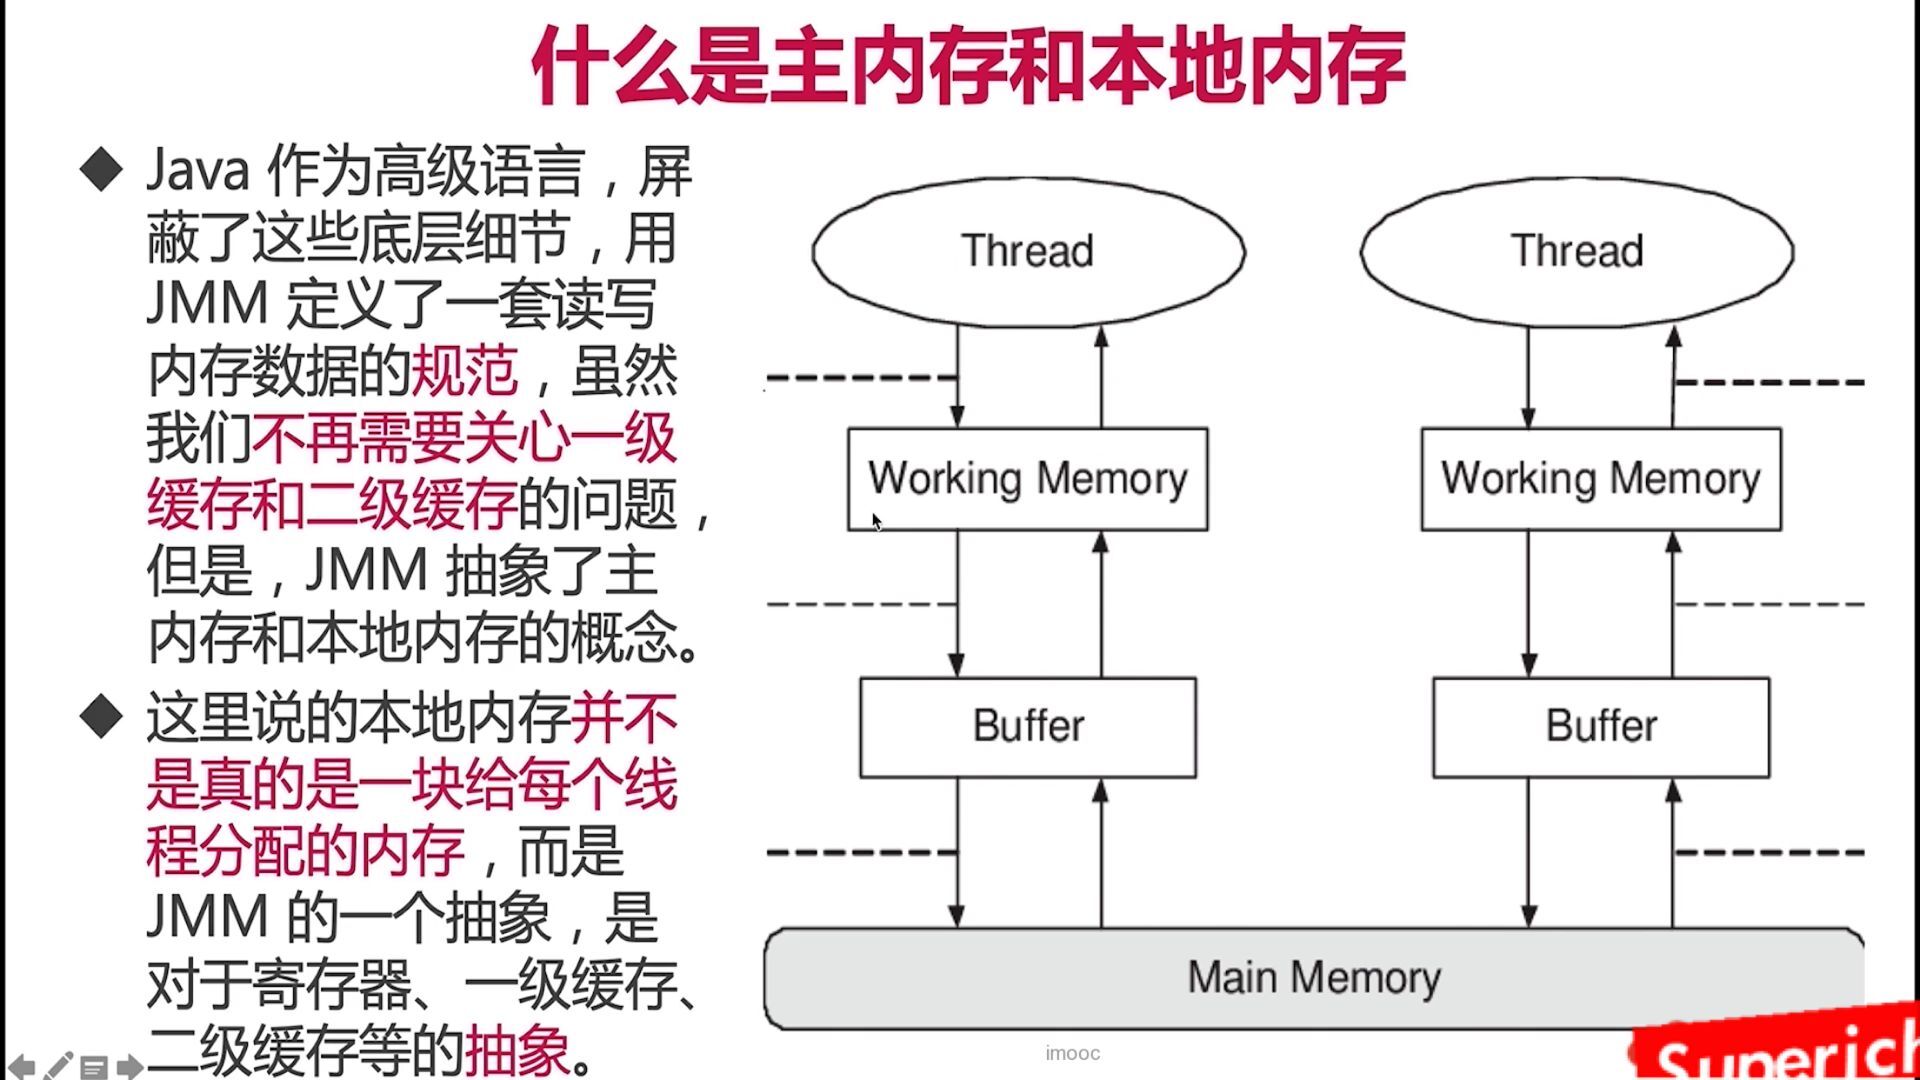 什么是主内存和本地内存
Java 作为高级语言，屏
蔽了这些底层细节，用
JMM 定义了一套读写
内存数据的规范，虽然
我们不再需要关心一级
缓存和二级缓存的问题，
但是，JMM 抽象了主
内存和本地内存的概念。
这里说的本地内存并不
是真的是一块给每个线
程分配的内存，而是
JMM 的一个抽象，是
对于寄存器、一级缓存、
二级缓存等的抽象。
Thread
Thread
Working Memory
Working Memory
Buffer
Buffer
Main Memory
imooc
Superich